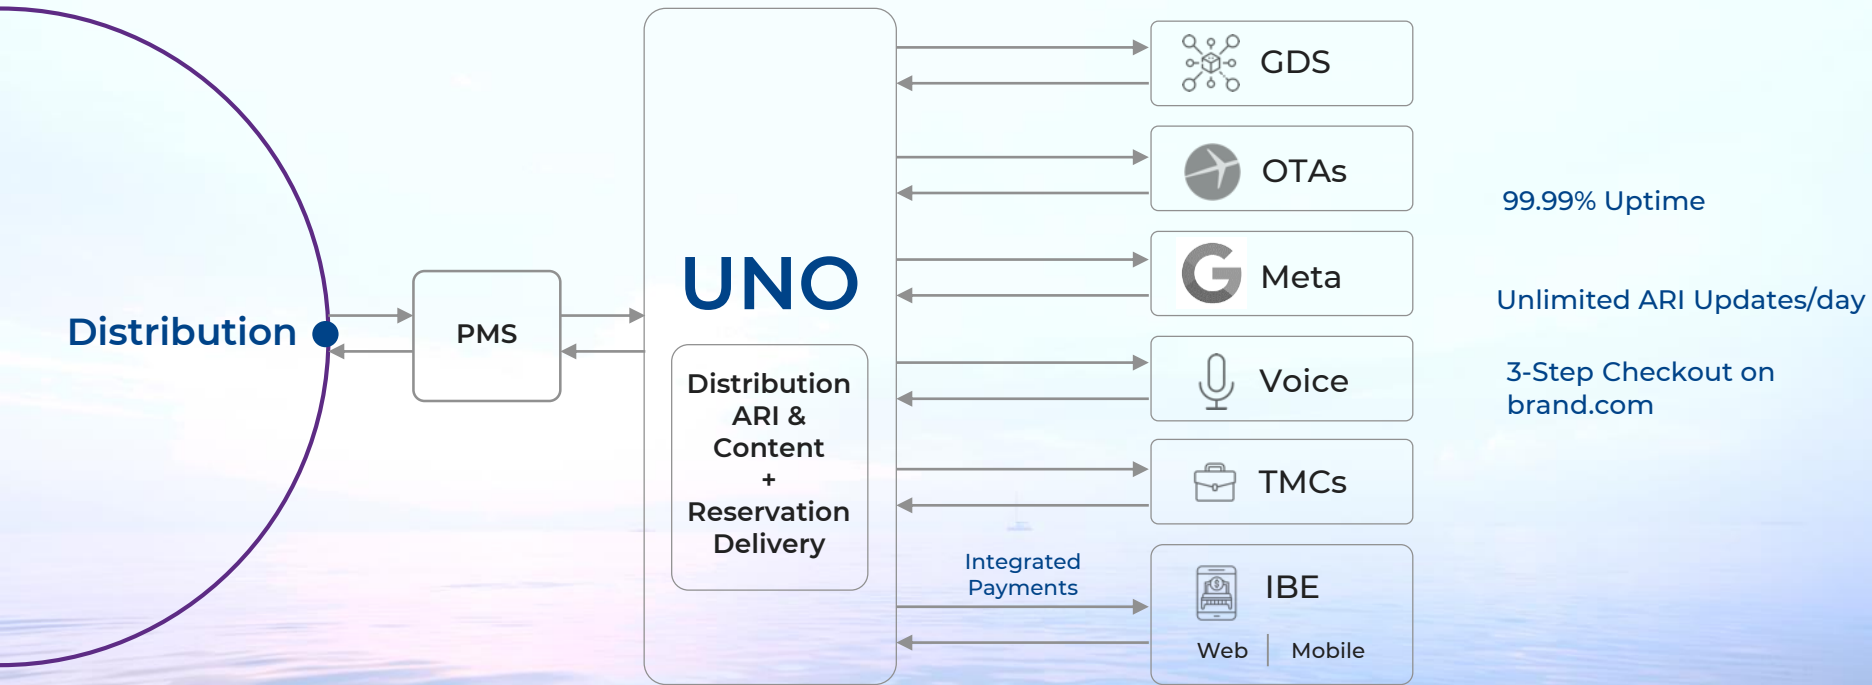 Distribution
PMS
UNO
Distribution
ARI &
Content
+
Reservation
Delivery
Integrated
Payments
GDS
OTAs
G
Meta
Voice
TMCs
$
IBE
Web | Mobile
99.99% Uptime
Unlimited ARI Updates/day
3-Step Checkout on
brand.com